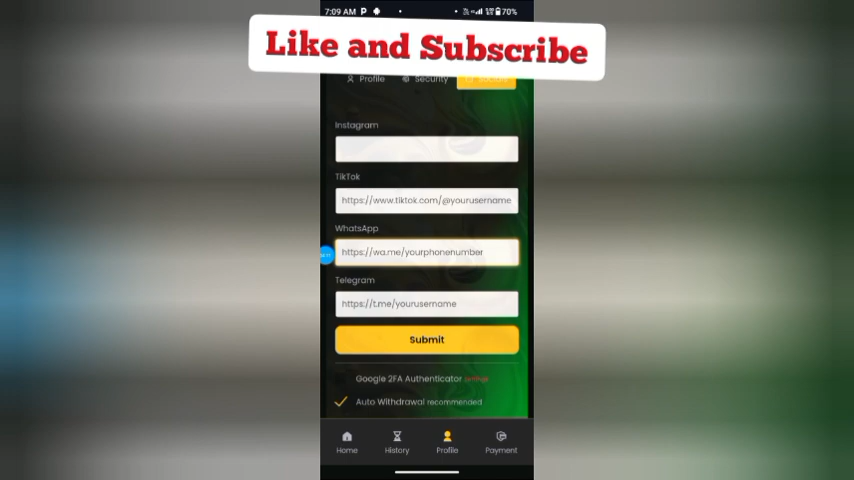 7:09 AM P 70%
Like and Subscribe
Profile Security
Instagram
TikTok
https://www.tiktok.com/@yourusername
WhatsApp
https://wa.me/yourphonenumber
Telegram
https://t.me/yourusername
Submit
Google 2FA Authenticator
Auto Withdrawal recommended
Home History Profile Payment